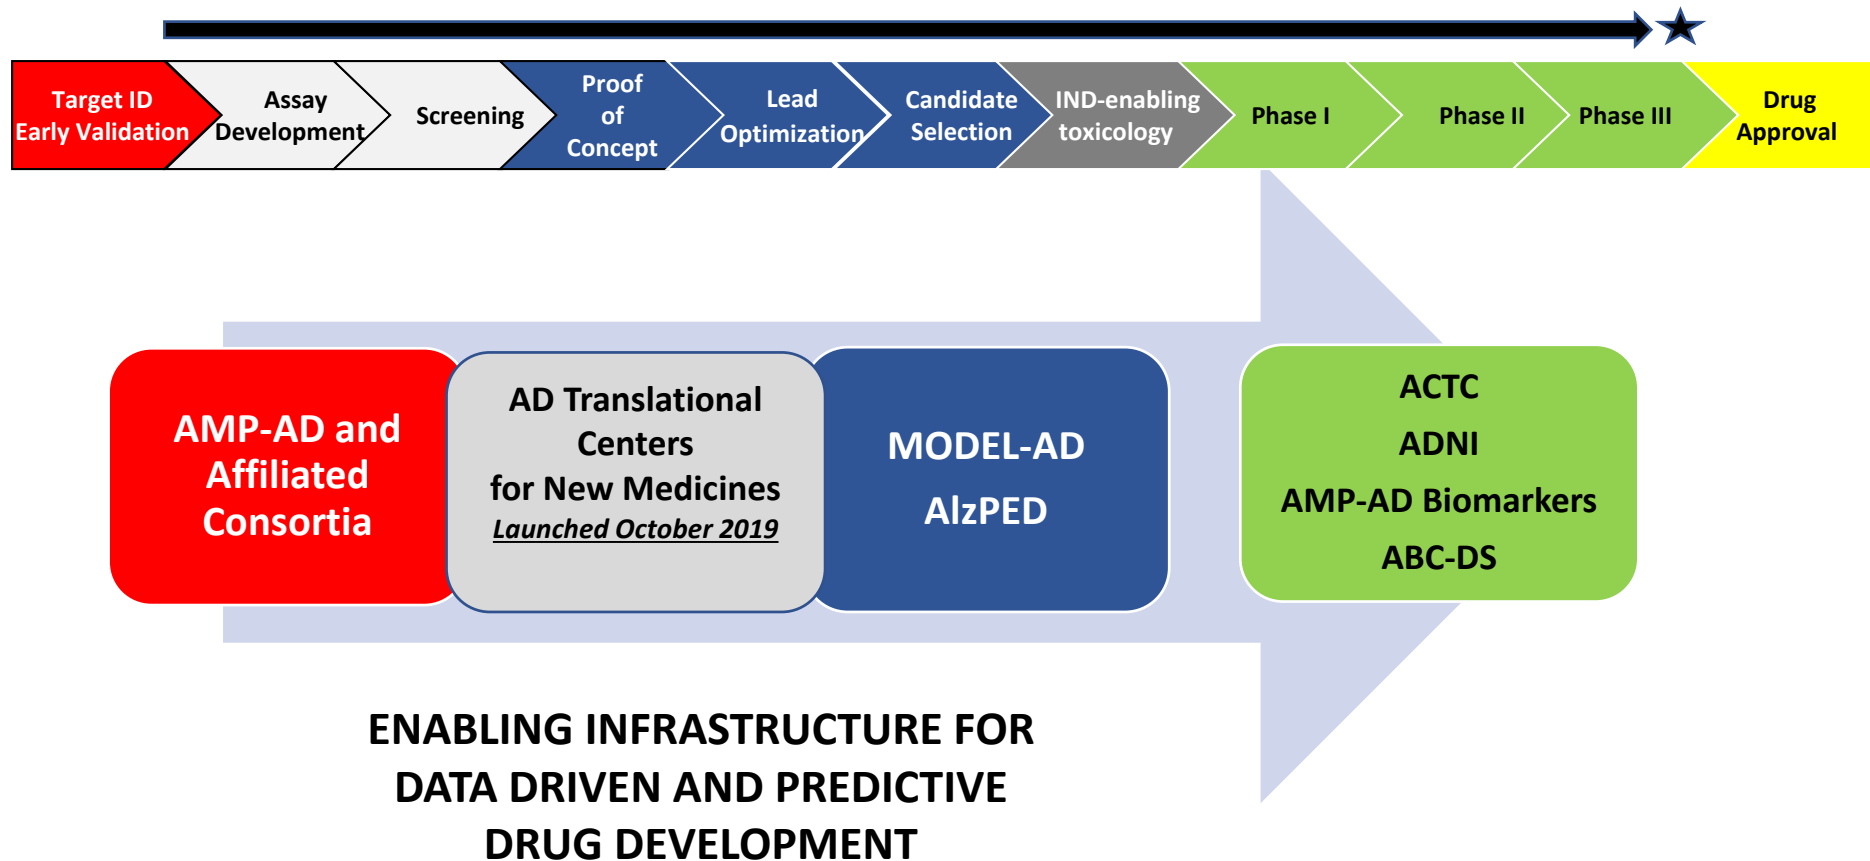 Target ID
Early Validation
Assay
Development
Screening
Proof
of
Concept
Lead
Optimization
Candidate
Selection
IND-enabling
toxicology
Phase I
Phase II
Phase III
Drug
Approval
AMP-AD and
Affiliated
Consortia
AD Translational
Centers
for New Medicines
Launched October 2019
MODEL-AD
AlzPED
ACTC
ADNI
AMP-AD Biomarkers
ABC-DS
ENABLING INFRASTRUCTURE FOR
DATA DRIVEN AND PREDICTIVE
DRUG DEVELOPMENT